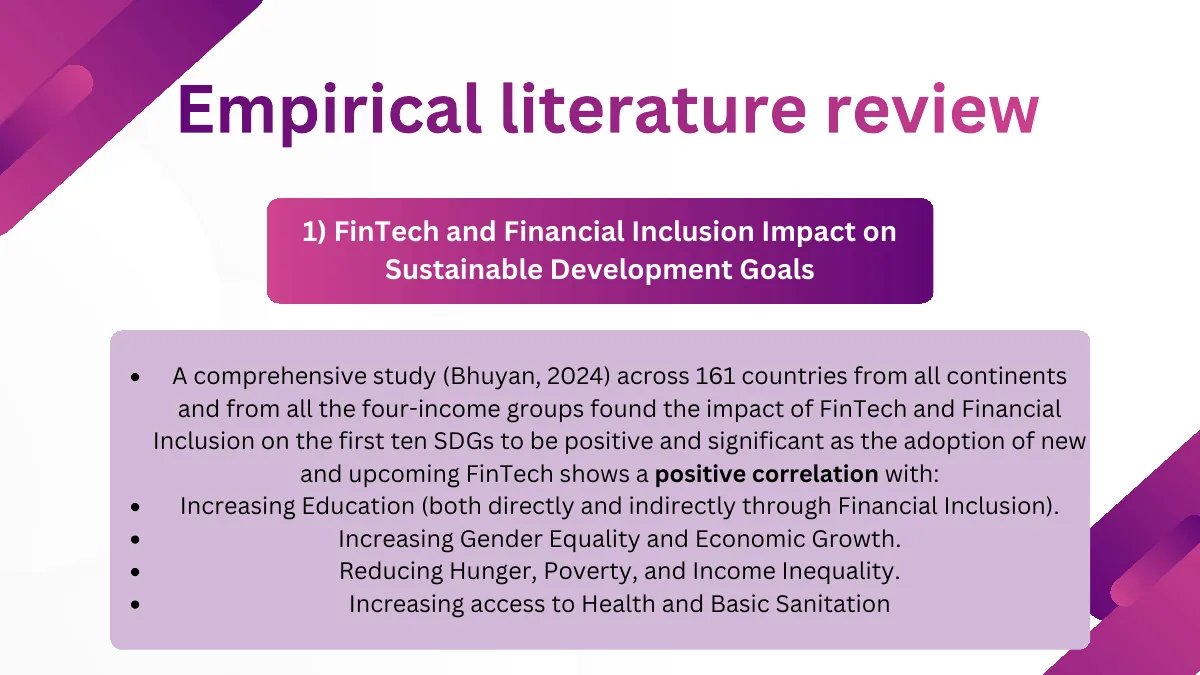 Empirical literature review
1) FinTech and Financial Inclusion Impact on
Sustainable Development Goals
• A comprehensive study (Bhuyan, 2024) across 161 countries from all continents
and from all the four-income groups found the impact of FinTech and Financial
Inclusion on the first ten SDGs to be positive and significant as the adoption of new
and upcoming FinTech shows a positive correlation with:
• Increasing Education (both directly and indirectly through Financial Inclusion).
• Increasing Gender Equality and Economic Growth.
• Reducing Hunger, Poverty, and Income Inequality.
• Increasing access to Health and Basic Sanitation